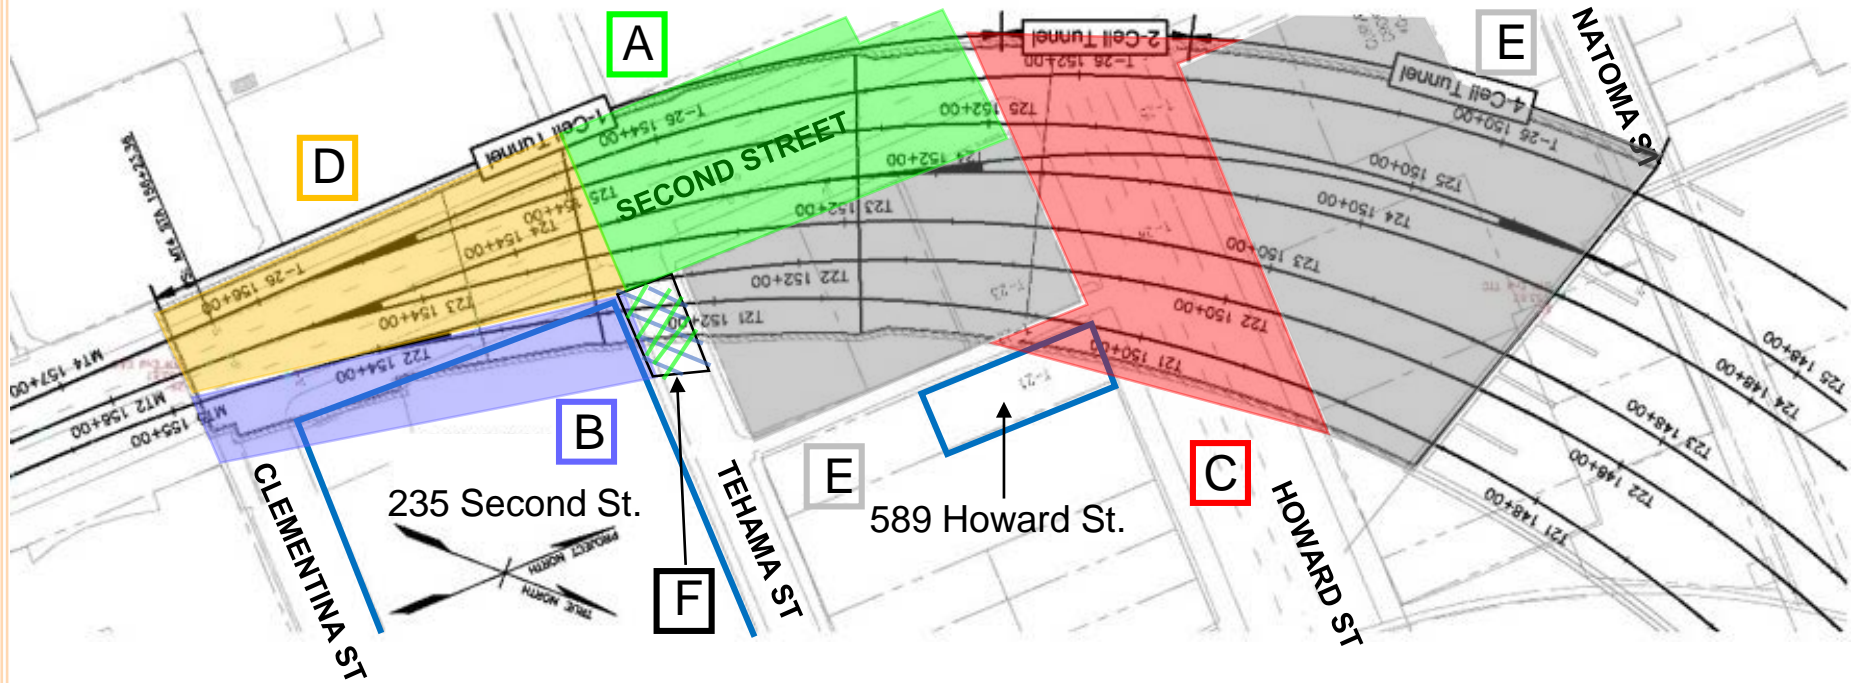 A
E
D
1-Cell Tunnel
2-Cell Tunnel
4-Cell Tunnel
NATOMA ST
SECOND STREET
T-26 156+00
T-26 154+00
T-26 152+00
T-26 150+00
T25 154+00
T25 152+00
T25 150+00
T25 148+00
T24 154+00
T24 152+00
T24 150+00
T24 148+00
T23 154+00
T23 152+00
T23 150+00
T23 148+00
T22 154+00
T22 152+00
T22 150+00
T22 148+00
T21 152+00
T21 150+00
T21 148+00
MT4 157+00
MT2 156+00
155+00
B
E
C
F
235 Second St.
589 Howard St.
CLEMENTINA ST
TEHAMA ST
HOWARD ST
PROJECT NORTH
TRUE NORTH